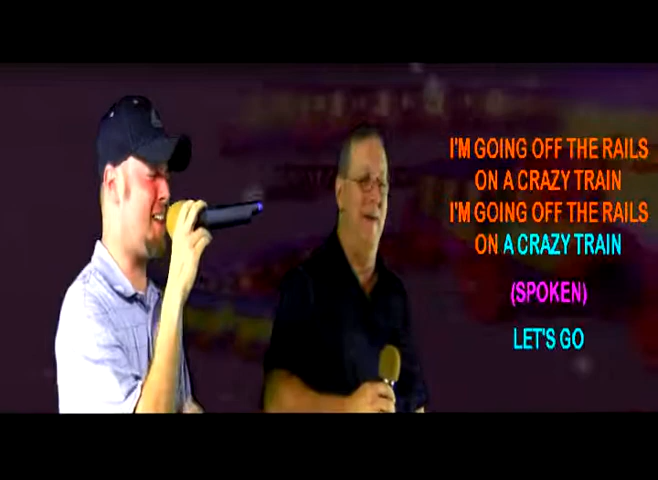 I'M GOING OFF THE RAILS
ON A CRAZY TRAIN
I'M GOING OFF THE RAILS
ON A CRAZY TRAIN
(SPOKEN)
LET'S GO